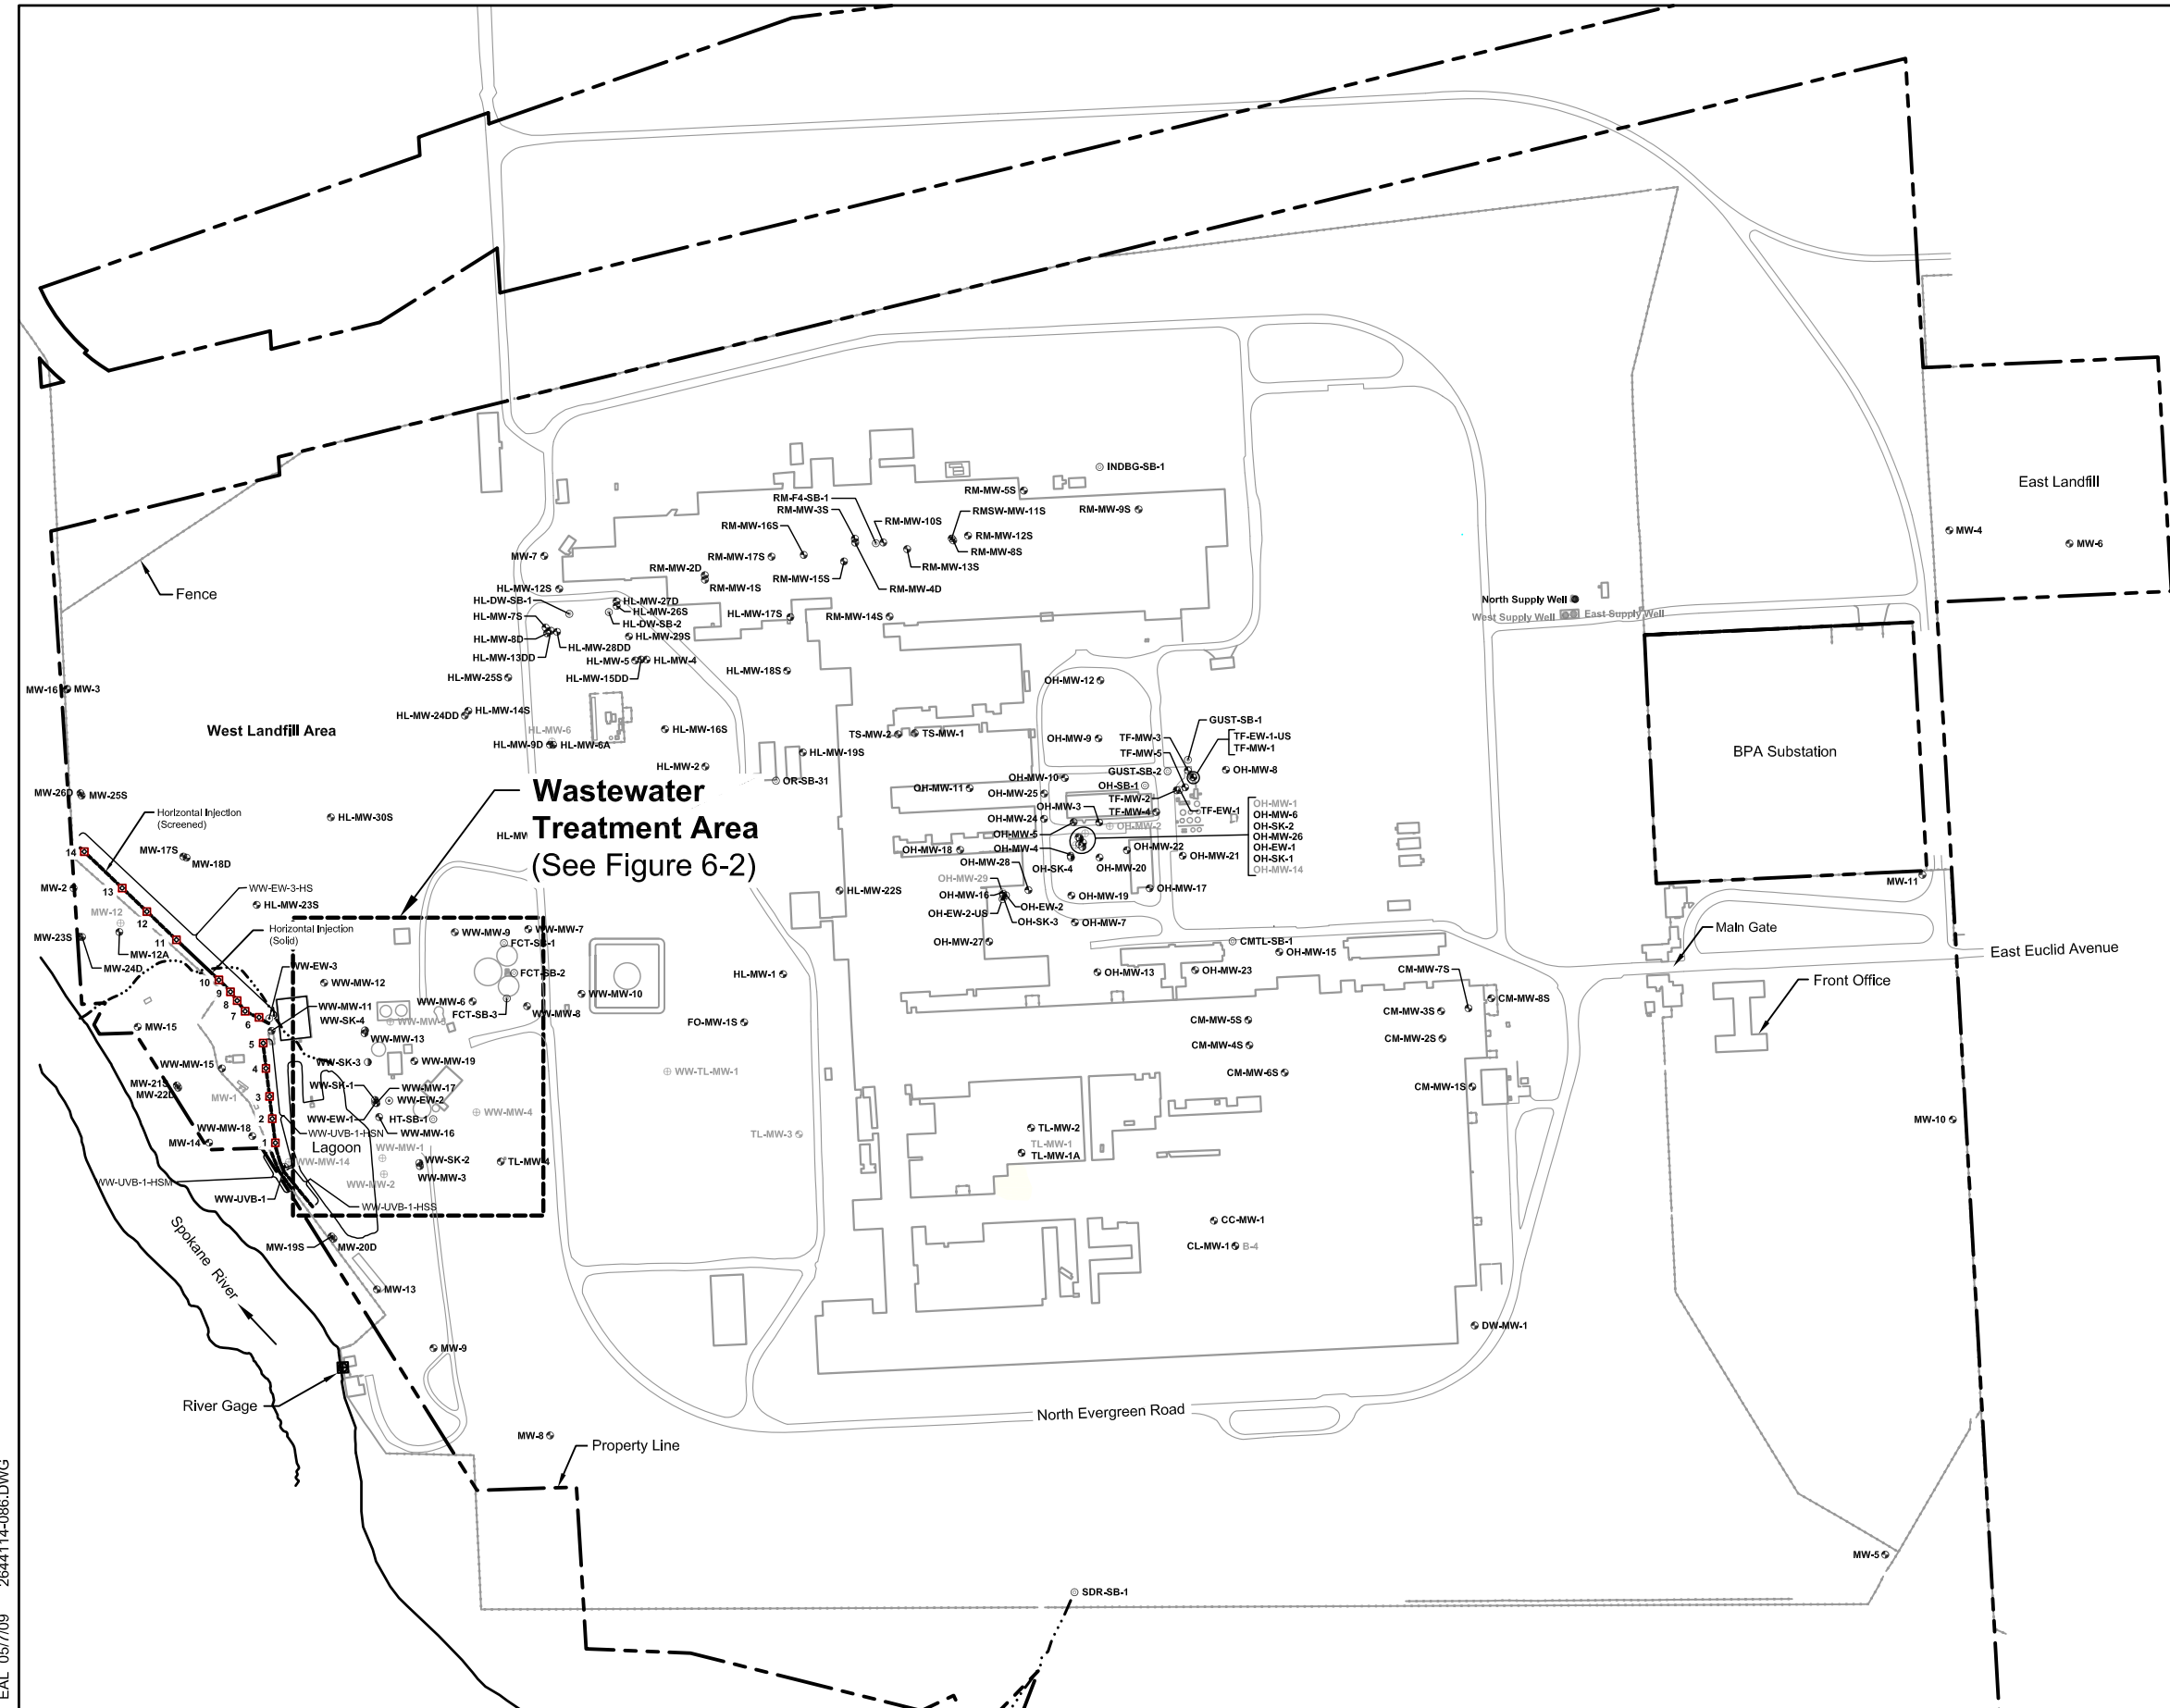 INDBG-SB-1
RM-MW-5S
RM-F4-SB-1
RM-MW-3S
RMSW-MW-11S
RM-MW-9S
RM-MW-16S
RM-MW-10S
RM-MW-12S
RM-MW-8S
MW-7
RM-MW-17S
RM-MW-13S
RM-MW-2D
RM-MW-15S
RM-MW-1S
RM-MW-4D
East Landfill
MW-4
MW-6
Fence
HL-MW-12S
HL-DW-SB-1
HL-MW-27D
HL-MW-26S
HL-MW-7S
HL-DW-SB-2
HL-MW-17S
RM-MW-14S
HL-MW-8D
HL-MW-29S
HL-MW-28DD
HL-MW-13DD
HL-MW-5
HL-MW-4
HL-MW-15DD
HL-MW-18S
HL-MW-25S
North Supply Well
West Supply Well
East Supply Well
MW-16
MW-3
OH-MW-12
HL-MW-24DD
HL-MW-14S
West Landfill Area
HL-MW-6
HL-MW-16S
HL-MW-9D
HL-MW-6A
TS-MW-2
TS-MW-1
OH-MW-9
GUST-SB-1
TF-MW-3
TF-EW-1-US
TF-MW-1
TF-MW-5
BPA Substation
HL-MW-19S
HL-MW-2
OR-SB-31
GUST-SB-2
OH-MW-8
OH-MW-10
OH-SB-1
OH-MW-11
OH-MW-25
TF-MW-2
MW-26D
MW-25S
Wastewater
Treatment Area
(See Figure 6-2)
OH-MW-3
TF-MW-4
TF-EW-1
OH-MW-1
OH-MW-6
OH-SK-2
OH-MW-26
OH-EW-1
OH-SK-1
OH-MW-14
Horizontal Injection
(Screened)
HL-MW-30S
HL-MW
OH-MW-24
OH-MW-2
OH-MW-5
14
MW-17S
MW-18D
OH-MW-18
OH-MW-4
OH-MW-22
OH-MW-21
OH-MW-28
OH-SK-4
OH-MW-20
MW-2
13
WW-EW-3-HS
HL-MW-22S
OH-MW-29
OH-MW-16
OH-EW-2
OH-MW-19
OH-MW-17
MW-11
HL-MW-23S
MW-12
12
OH-EW-2-US
OH-SK-3
OH-MW-7
Main Gate
MW-23S
MW-12A
11
Horizontal Injection
(Solid)
WW-MW-9
WW-MW-7
FCT-SB-1
OH-MW-27
CMTL-SB-1
OH-MW-15
East Euclid Avenue
MW-24D
10
WW-EW-3
FCT-SB-2
HL-MW-1
OH-MW-13
OH-MW-23
CM-MW-7S
Front Office
9
WW-MW-12
8
WW-MW-11
WW-MW-6
WW-MW-10
CM-MW-8S
7
6
FCT-SB-3
WW-MW-8
MW-15
WW-SK-4
WW-MW-5
FO-MW-1S
CM-MW-5S
CM-MW-3S
5
WW-MW-13
CM-MW-4S
CM-MW-2S
WW-MW-15
4
WW-SK-3
WW-MW-19
WW-TL-MW-1
CM-MW-6S
MW-21S
MW-22D
WW-SK-1
WW-MW-17
CM-MW-1S
MW-1
3
WW-EW-2
WW-MW-4
2
WW-EW-1
HT-SB-1
MW-10
WW-MW-18
WW-UVB-1-HSN
WW-MW-16
TL-MW-3
TL-MW-2
MW-14
1
Lagoon
WW-MW-1
TL-MW-1
TL-MW-1A
WW-MW-14
WW-SK-2
TL-MW-4
WW-UVB-1-HSM
WW-MW-2
WW-MW-3
WW-UVB-1
WW-UVB-1-HSS
CC-MW-1
Spokane River
MW-19S
MW-20D
CL-MW-1
B-4
MW-13
DW-MW-1
MW-9
River Gage
North Evergreen Road
MW-8
Property Line
MW-5
SDR-SB-1
EAL 05/7/09 2644114-086.DWG